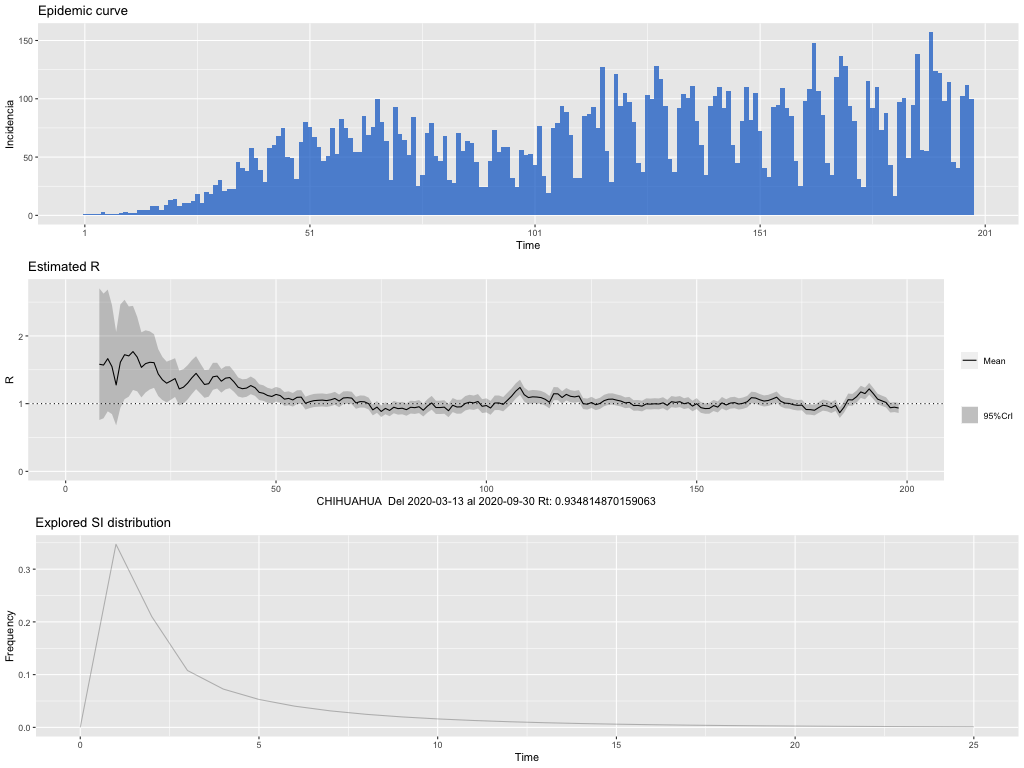 Epidemic curve
150
100
50
0
Incidencia
1 51 101 151 201
Time
Estimated R
2
1
0
R
Mean
95%CrI
0 50 100 150 200
CHIHUAHUA Del 2020-03-13 al 2020-09-30 Rt: 0.934814870159063
Explored SI distribution
0.3
0.2
0.1
0.0
Frequency
0 5 10 15 20 25
Time